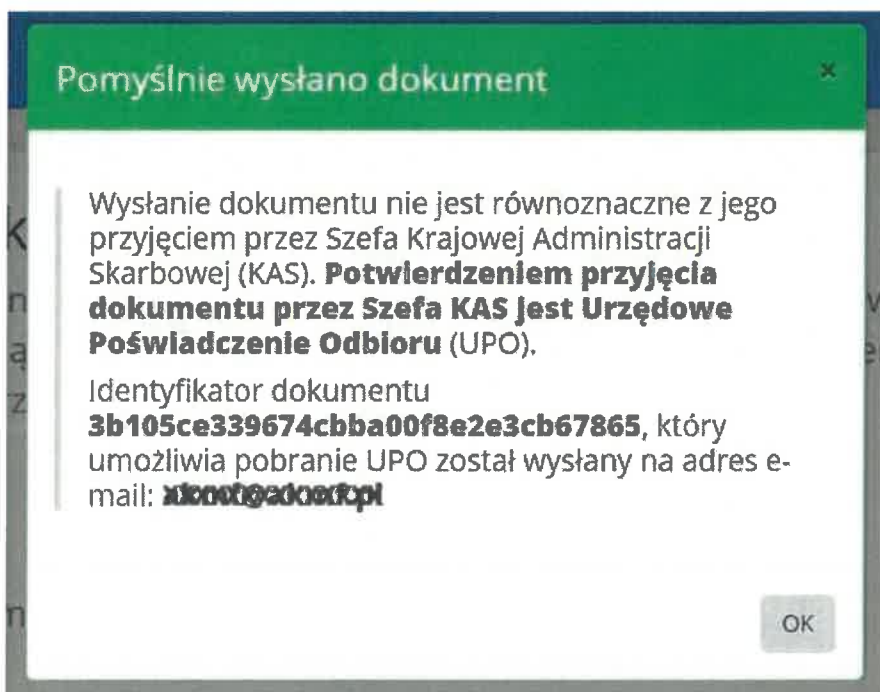 Pomyślnie wysłano dokument
×
Wysłanie dokumentu nie jest równoznaczne z jego
przyjęciem przez Szefa Krajowej Administracji
Skarbowej (KAS). Potwierdzeniem przyjęcia
dokumentu przez Szefa KAS jest Urzędowe
Poświadczenie Odbioru (UPO).
Identyfikator dokumentu
3b105ce339674cbba00f8e2e3cb67865, który
umożliwia pobranie UPO został wysłany na adres e-
mail:
OK